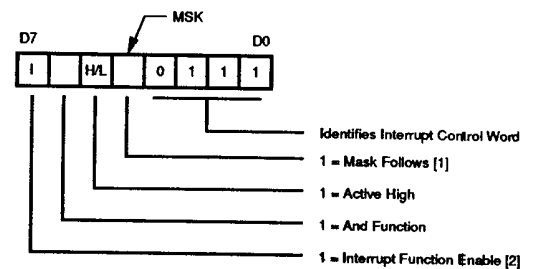 MSK
D7 D0
I H/L 0 1 1 1
Identifies Interrupt Control Word
1 = Mask Follows [1]
1 = Active High
1 = And Function
1 = Interrupt Function Enable [2]